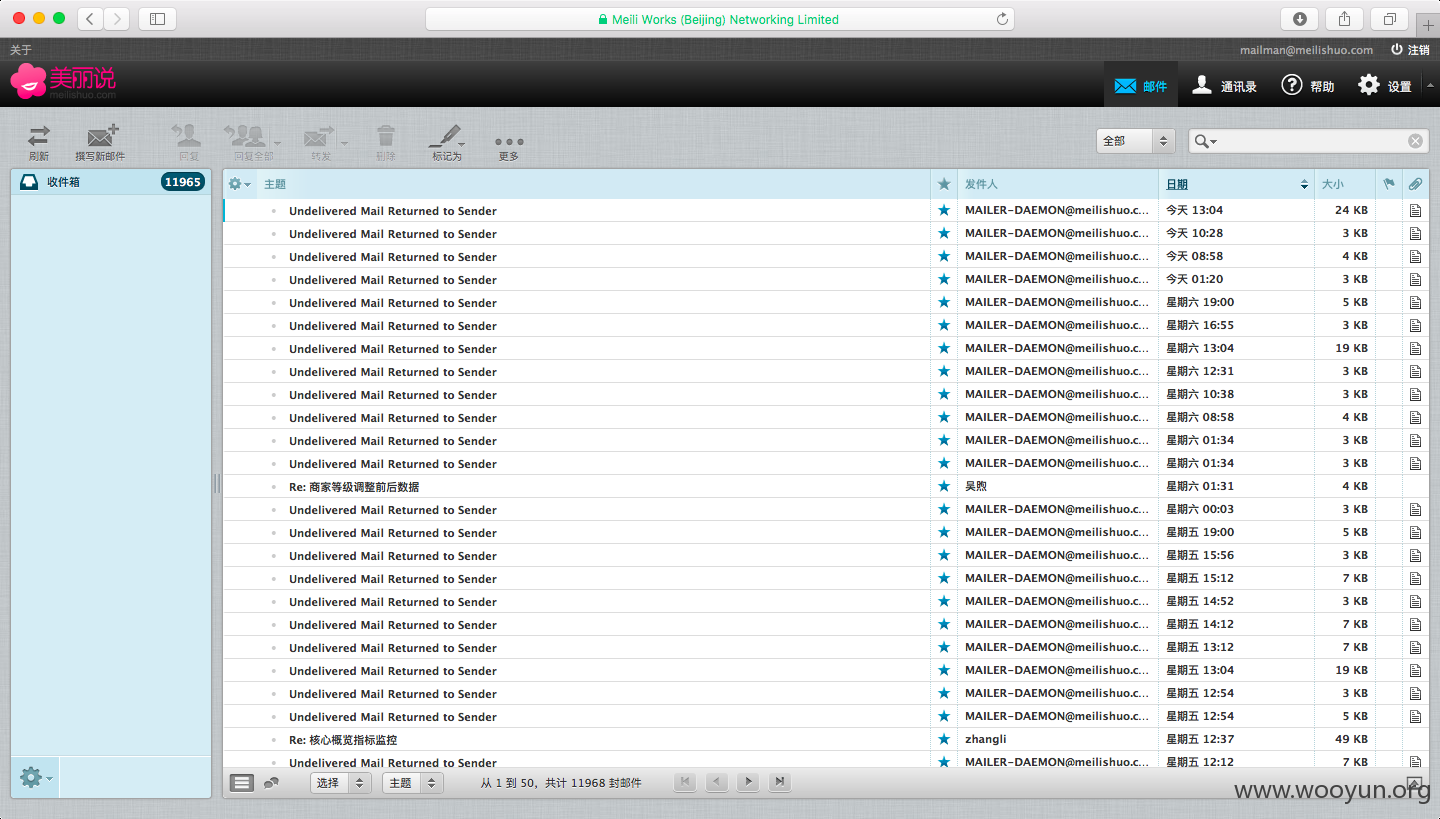 Meili Works (Beijing) Networking Limited
关于
mailman@meilishuo.com 注销
美丽说
meilishuo.com
邮件 通讯录 帮助 设置
刷新 撰写新邮件 回复 回复全部 转发 删除 标记为 更多
全部
收件箱 11965
主题 发件人 日期 大小
Undelivered Mail Returned to Sender MAILER-DAEMON@meilishuo.c... 今天 13:04 24 KB
Undelivered Mail Returned to Sender MAILER-DAEMON@meilishuo.c... 今天 10:28 3 KB
Undelivered Mail Returned to Sender MAILER-DAEMON@meilishuo.c... 今天 08:58 4 KB
Undelivered Mail Returned to Sender MAILER-DAEMON@meilishuo.c... 今天 01:20 3 KB
Undelivered Mail Returned to Sender MAILER-DAEMON@meilishuo.c... 星期六 19:00 5 KB
Undelivered Mail Returned to Sender MAILER-DAEMON@meilishuo.c... 星期六 16:55 3 KB
Undelivered Mail Returned to Sender MAILER-DAEMON@meilishuo.c... 星期六 13:04 19 KB
Undelivered Mail Returned to Sender MAILER-DAEMON@meilishuo.c... 星期六 12:31 3 KB
Undelivered Mail Returned to Sender MAILER-DAEMON@meilishuo.c... 星期六 10:38 3 KB
Undelivered Mail Returned to Sender MAILER-DAEMON@meilishuo.c... 星期六 08:58 4 KB
Undelivered Mail Returned to Sender MAILER-DAEMON@meilishuo.c... 星期六 01:34 3 KB
Undelivered Mail Returned to Sender MAILER-DAEMON@meilishuo.c... 星期六 01:34 3 KB
Re: 商家等级调整前后数据 吴煦 星期六 01:31 4 KB
Undelivered Mail Returned to Sender MAILER-DAEMON@meilishuo.c... 星期六 00:03 3 KB
Undelivered Mail Returned to Sender MAILER-DAEMON@meilishuo.c... 星期五 19:00 5 KB
Undelivered Mail Returned to Sender MAILER-DAEMON@meilishuo.c... 星期五 15:56 3 KB
Undelivered Mail Returned to Sender MAILER-DAEMON@meilishuo.c... 星期五 15:12 7 KB
Undelivered Mail Returned to Sender MAILER-DAEMON@meilishuo.c... 星期五 14:52 3 KB
Undelivered Mail Returned to Sender MAILER-DAEMON@meilishuo.c... 星期五 14:12 7 KB
Undelivered Mail Returned to Sender MAILER-DAEMON@meilishuo.c... 星期五 13:12 7 KB
Undelivered Mail Returned to Sender MAILER-DAEMON@meilishuo.c... 星期五 13:04 19 KB
Undelivered Mail Returned to Sender MAILER-DAEMON@meilishuo.c... 星期五 12:54 3 KB
Undelivered Mail Returned to Sender MAILER-DAEMON@meilishuo.c... 星期五 12:54 5 KB
Re: 核心概览指标监控 zhangli 星期五 12:37 49 KB
Undelivered Mail Returned to Sender MAILER-DAEMON@meilishuo.c... 星期五 12:12 7 KB
选择 主题 从 1 到 50，共计 11968 封邮件
www.wooyun.org